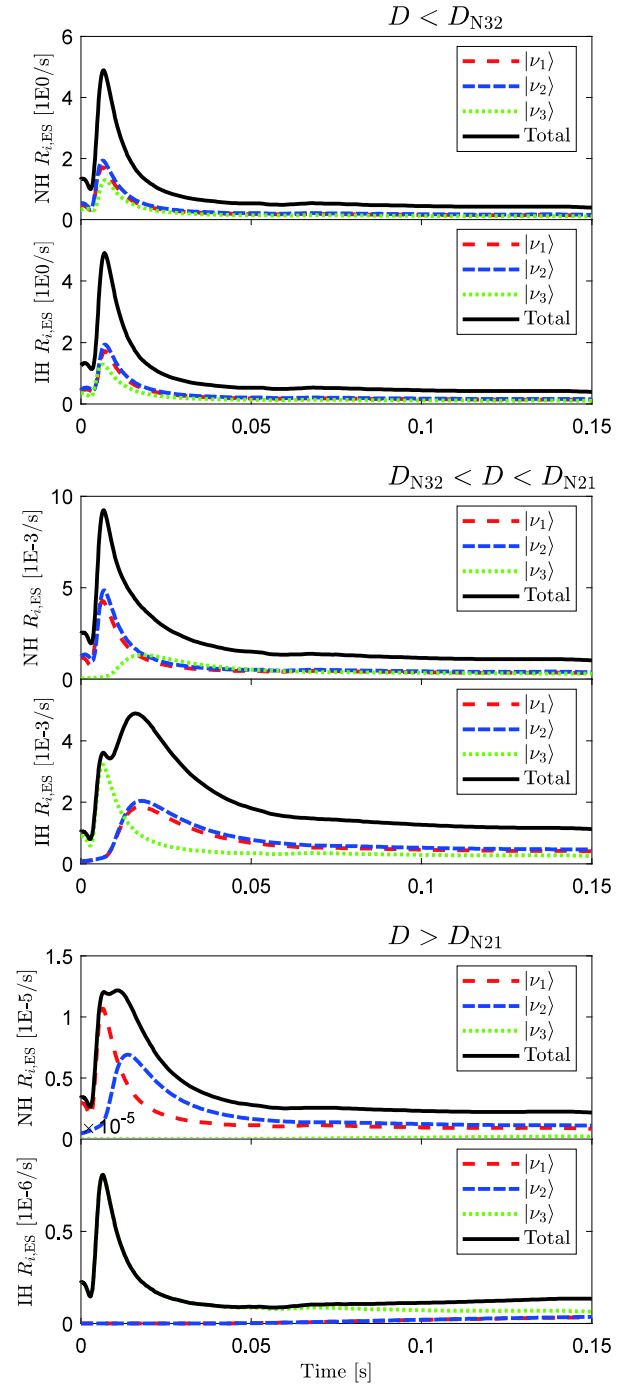 D < D_N32
6
4
2
0
NH R_i,ES [1E0/s]
|ν₁⟩
|ν₂⟩
|ν₃⟩
Total
4
2
0
IH R_i,ES [1E0/s]
|ν₁⟩
|ν₂⟩
|ν₃⟩
Total
0 0.05 0.1 0.15
D_N32 < D < D_N21
10
5
0
NH R_i,ES [1E-3/s]
|ν₁⟩
|ν₂⟩
|ν₃⟩
Total
4
2
0
IH R_i,ES [1E-3/s]
|ν₁⟩
|ν₂⟩
|ν₃⟩
Total
0 0.05 0.1 0.15
D > D_N21
1.5
1
0.5
0
NH R_i,ES [1E-5/s]
|ν₁⟩
|ν₂⟩
|ν₃⟩
Total
×10⁻⁵
0.5
0
IH R_i,ES [1E-6/s]
|ν₁⟩
|ν₂⟩
|ν₃⟩
Total
0 0.05 0.1 0.15
Time [s]